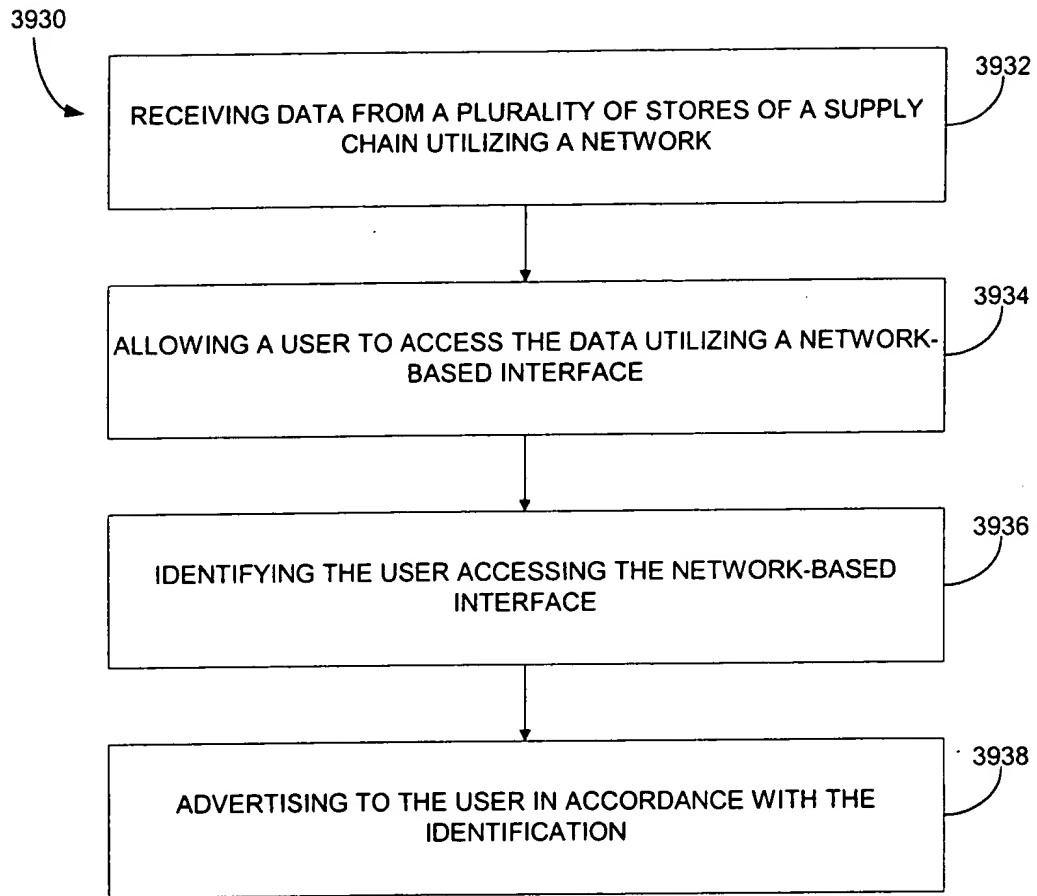 3930
3932
RECEIVING DATA FROM A PLURALITY OF STORES OF A SUPPLY
CHAIN UTILIZING A NETWORK
3934
ALLOWING A USER TO ACCESS THE DATA UTILIZING A NETWORK-
BASED INTERFACE
3936
IDENTIFYING THE USER ACCESSING THE NETWORK-BASED
INTERFACE
3938
ADVERTISING TO THE USER IN ACCORDANCE WITH THE
IDENTIFICATION